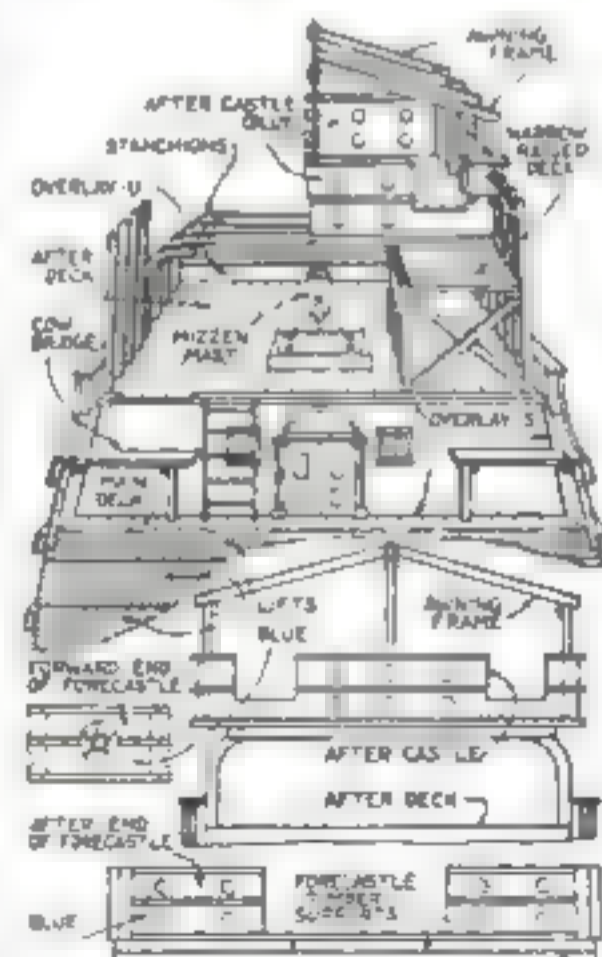 AWNING
FRAME
AFTER CASTLE
ONLY
STANCHIONS
NARROW
RAISED
DECK
OVERLAY-U
AFTER
DECK
COW
BRIDGE
MIZZEN
MAST
OVERLAY S
MAIN
DECK
LIFTS
BLUE
AWNING
FRAME
FORWARD END
OF FORECASTLE
AFTER CASTLE
AFTER DECK
AFTER END
OF FORECASTLE
FORECASTLE
BLUE